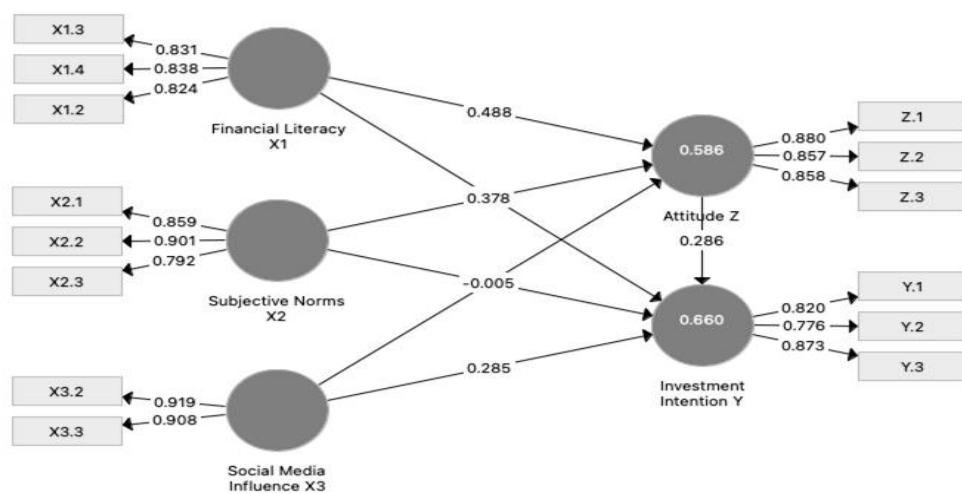 X1.3
0.831
X1.4
0.838
X1.2
0.824
Financial Literacy
X1
0.488
0.586
Z.1
0.880
Z.2
0.857
Z.3
0.858
Attitude Z
0.378
0.286
X2.1
0.859
X2.2
0.901
X2.3
0.792
Subjective Norms
X2
-0.005
0.660
Y.1
0.820
Y.2
0.776
Y.3
0.873
Investment
Intention Y
0.285
X3.2
0.919
X3.3
0.908
Social Media
Influence X3